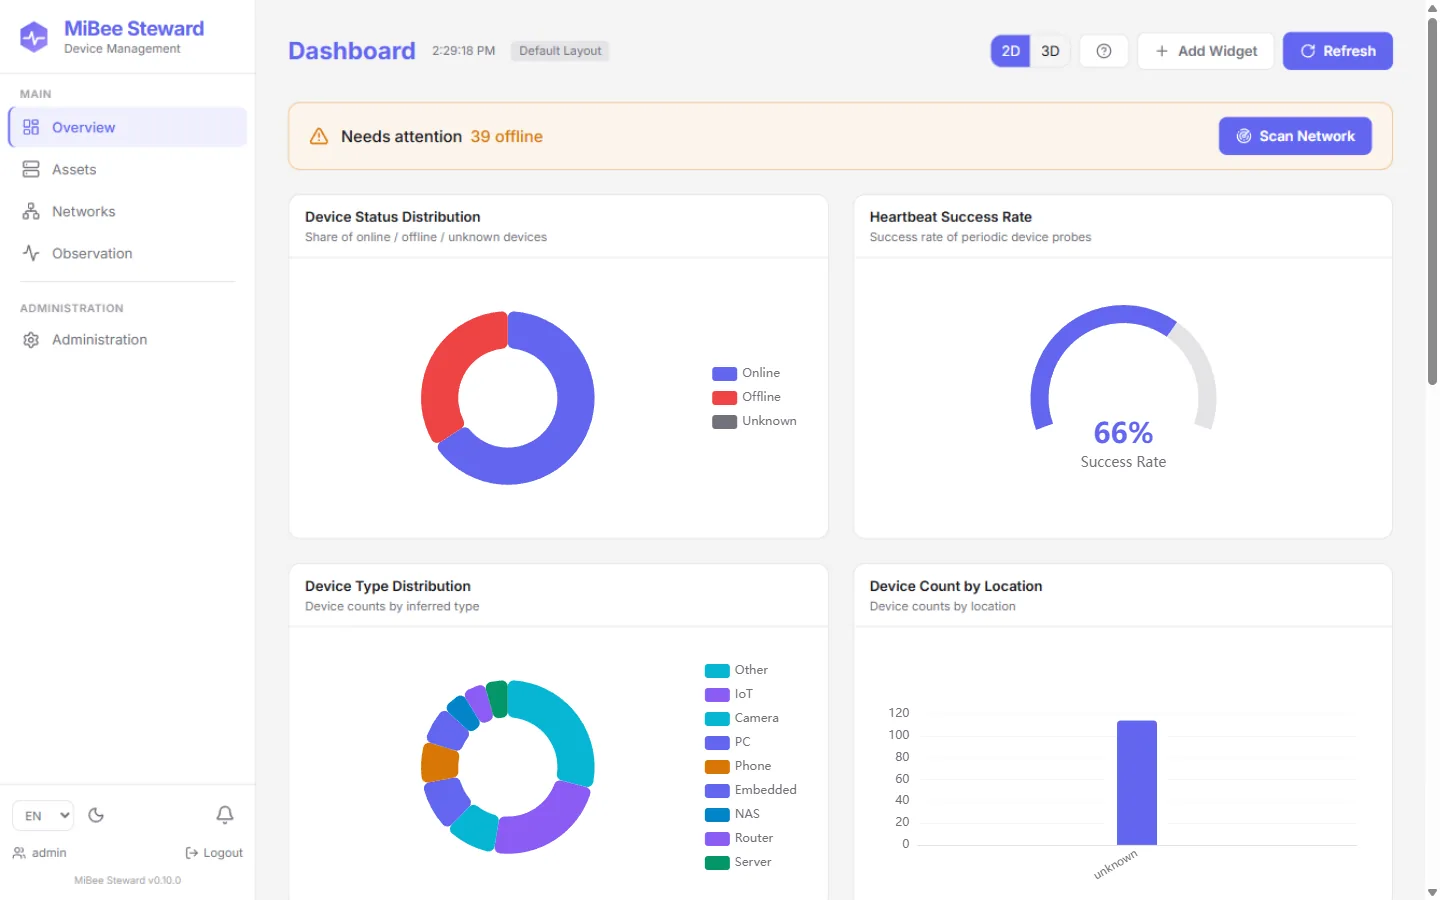 MiBee Steward
Device Management
MAIN
Overview
Assets
Networks
Observation
ADMINISTRATION
Administration
EN
admin
Logout
MiBee Steward v0.10.0
Dashboard
2:29:18 PM
Default Layout
2D
3D
Add Widget
Refresh
Needs attention 39 offline
Scan Network
Device Status Distribution
Share of online / offline / unknown devices
Online
Offline
Unknown
Heartbeat Success Rate
Success rate of periodic device probes
66%
Success Rate
Device Type Distribution
Device counts by inferred type
Other
IoT
Camera
PC
Phone
Embedded
NAS
Router
Server
Device Count by Location
Device counts by location
120
100
80
60
40
20
0
unknown